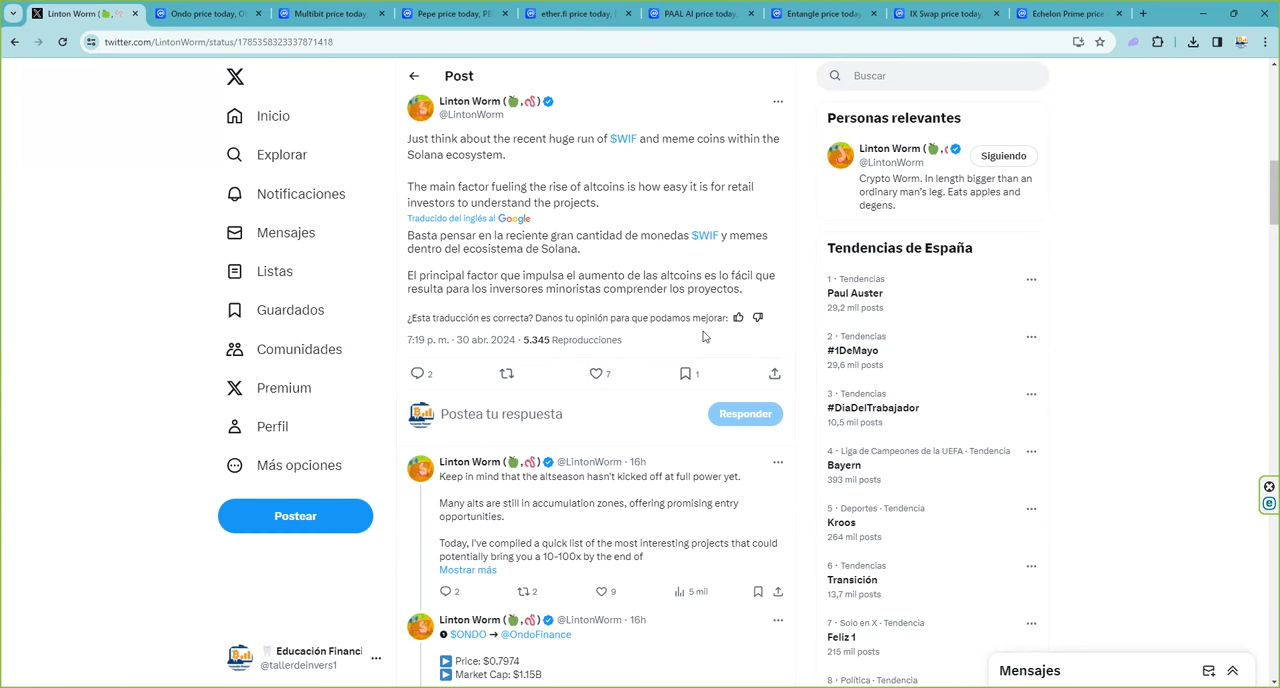 Linton Worm (
Ondo price today, O
Multibit price today,
Pepe price today, PE
ether.fi price today,
PAAL AI price today,
Entangle price today
IX Swap price today,
Echelon Prime price
twitter.com/LintonWorm/status/1785358323337871418
Inicio
Explorar
Notificaciones
Mensajes
Listas
Guardados
Comunidades
Premium
Perfil
Más opciones
Postear
Educación Financi
@tallerdeinvers1
Post
Linton Worm (🍏,🪱)
@LintonWorm
Just think about the recent huge run of $WIF and meme coins within the
Solana ecosystem.
The main factor fueling the rise of altcoins is how easy it is for retail
investors to understand the projects.
Traducido del inglés al Google
Basta pensar en la reciente gran cantidad de monedas $WIF y memes
dentro del ecosistema de Solana.
El principal factor que impulsa el aumento de las altcoins es lo fácil que
resulta para los inversores minoristas comprender los proyectos.
¿Esta traducción es correcta? Danos tu opinión para que podamos mejorar:
7:19 p. m. · 30 abr. 2024 · 5.345 Reproducciones
2 7 1
Postea tu respuesta
Responder
Linton Worm (🍏,🪱) @LintonWorm · 16h
Keep in mind that the altseason hasn't kicked off at full power yet.
Many alts are still in accumulation zones, offering promising entry
opportunities.
Today, I've compiled a quick list of the most interesting projects that could
potentially bring you a 10-100x by the end of
Mostrar más
2 2 9 5 mil
Linton Worm (🍏,🪱) @LintonWorm · 16h
$ONDO → @OndoFinance
Price: $0.7974
Market Cap: $1.15B
Buscar
Personas relevantes
Linton Worm (🍏,
@LintonWorm
Siguiendo
Crypto Worm. In length bigger than an
ordinary man's leg. Eats apples and
degens.
Tendencias de España
1 · Tendencias
Paul Auster
29,2 mil posts
2 · Tendencias
#1DeMayo
29,6 mil posts
3 · Tendencias
#DiaDelTrabajador
10,5 mil posts
4 · Liga de Campeones de la UEFA · Tendencia
Bayern
393 mil posts
5 · Deportes · Tendencia
Kroos
264 mil posts
6 · Tendencias
Transición
13,7 mil posts
7 · Solo en X · Tendencia
Feliz 1
215 mil posts
8 · Política · Tendencia
Mensajes